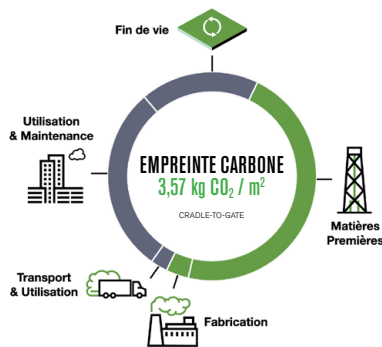 Fin de vie
Utilisation
& Maintenance
EMPREINTE CARBONE
3,57 kg CO₂ / m²
CRADLE-TO-GATE
Matières
Premières
Transport
& Utilisation
Fabrication